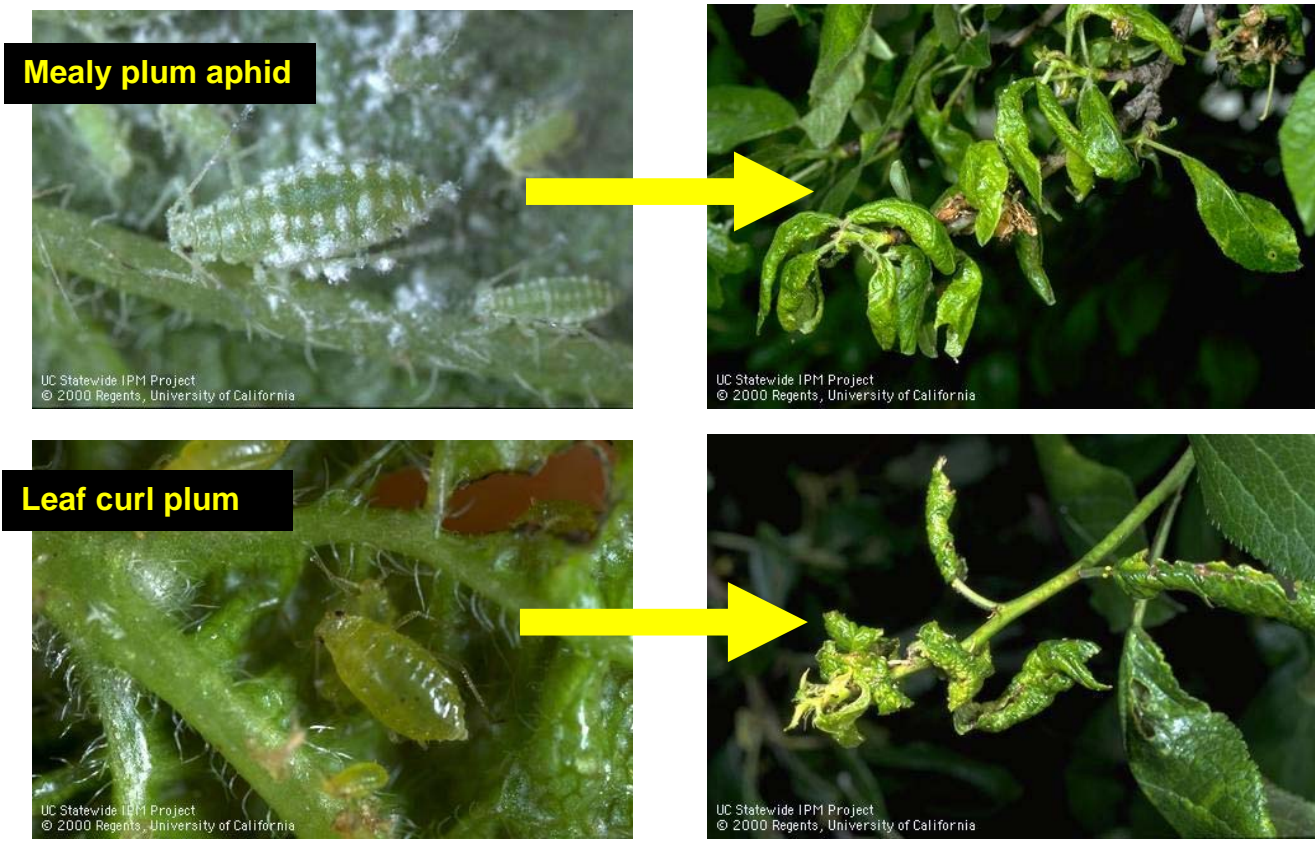 Mealy plum aphid
UC Statewide IPM Project
© 2000 Regents, University of California
UC Statewide IPM Project
© 2000 Regents, University of California
Leaf curl plum
UC Statewide IPM Project
© 2000 Regents, University of California
UC Statewide IPM Project
© 2000 Regents, University of California